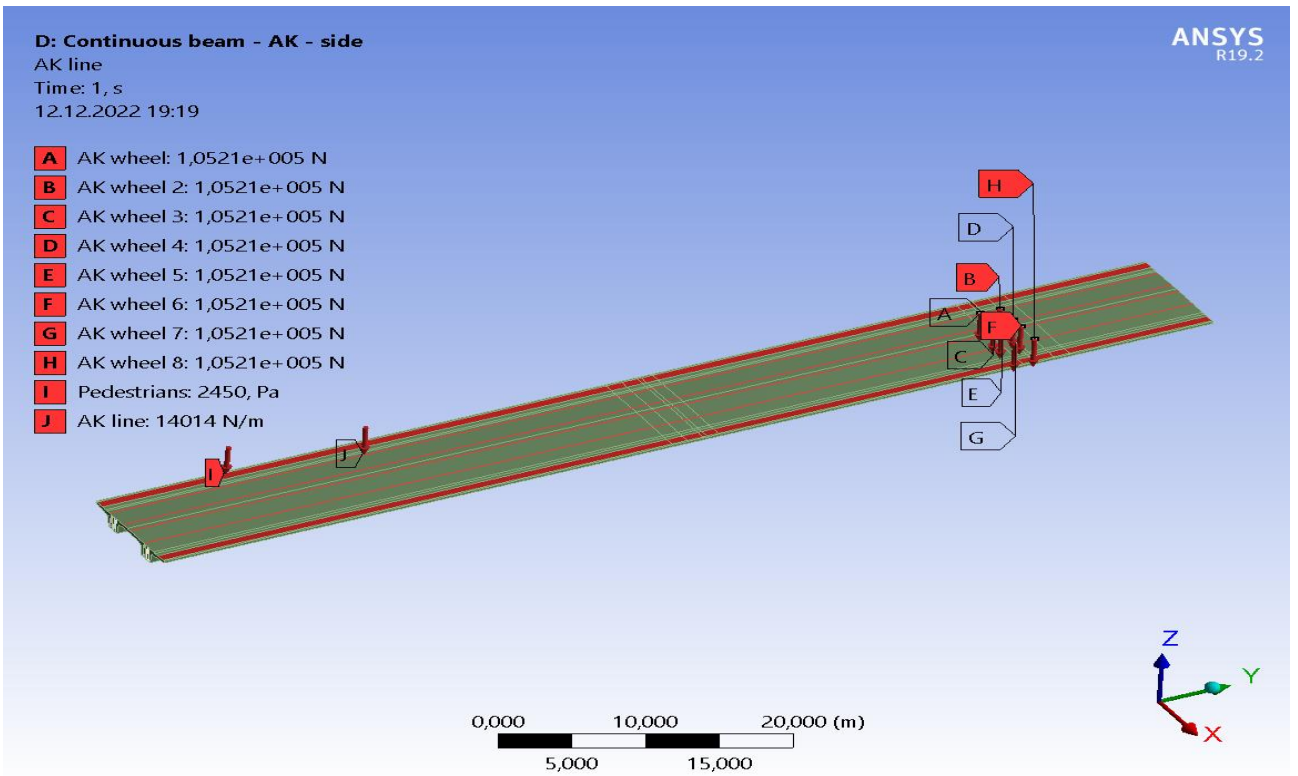 D: Continuous beam - AK - side
AK line
Time: 1, s
12.12.2022 19:19
ANSYS
R19.2
A AK wheel: 1,0521e+005 N
B AK wheel 2: 1,0521e+005 N
C AK wheel 3: 1,0521e+005 N
D AK wheel 4: 1,0521e+005 N
E AK wheel 5: 1,0521e+005 N
F AK wheel 6: 1,0521e+005 N
G AK wheel 7: 1,0521e+005 N
H AK wheel 8: 1,0521e+005 N
I Pedestrians: 2450, Pa
J AK line: 14014 N/m
H
D
B
A
F
C
E
G
J
I
Z
Y
X
0,000 10,000 20,000 (m)
5,000 15,000